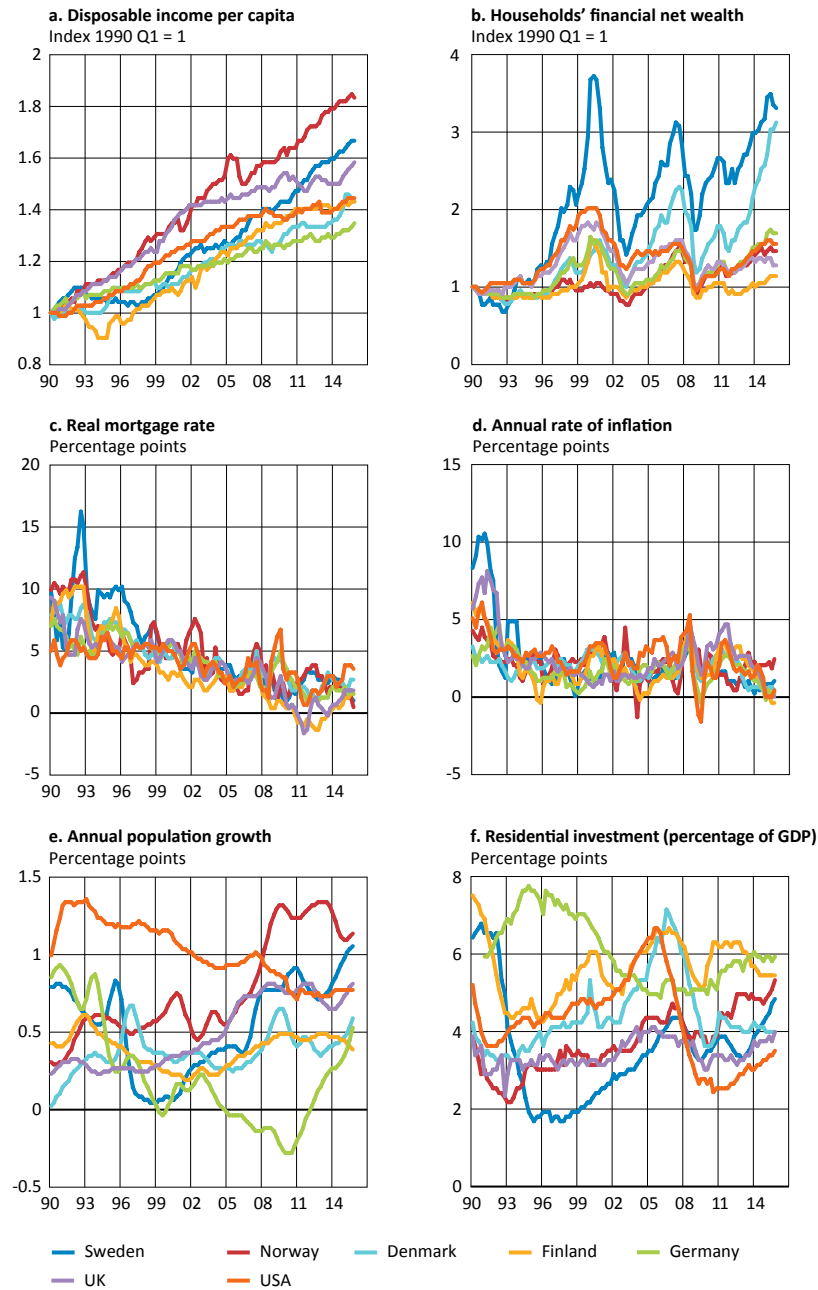 a. Disposable income per capita
Index 1990 Q1 = 1
2
1.8
1.6
1.4
1.2
1
0.8
90 93 96 99 02 05 08 11 14
b. Households' financial net wealth
Index 1990 Q1 = 1
4
3
2
1
0
90 93 96 99 02 05 08 11 14
c. Real mortgage rate
Percentage points
20
15
10
5
0
-5
90 93 96 99 02 05 08 11 14
d. Annual rate of inflation
Percentage points
15
10
5
0
-5
90 93 96 99 02 05 08 11 14
e. Annual population growth
Percentage points
1.5
1
0.5
0
-0.5
90 93 96 99 02 05 08 11 14
f. Residential investment (percentage of GDP)
Percentage points
8
6
4
2
0
90 93 96 99 02 05 08 11 14
Sweden Norway Denmark Finland Germany
UK USA